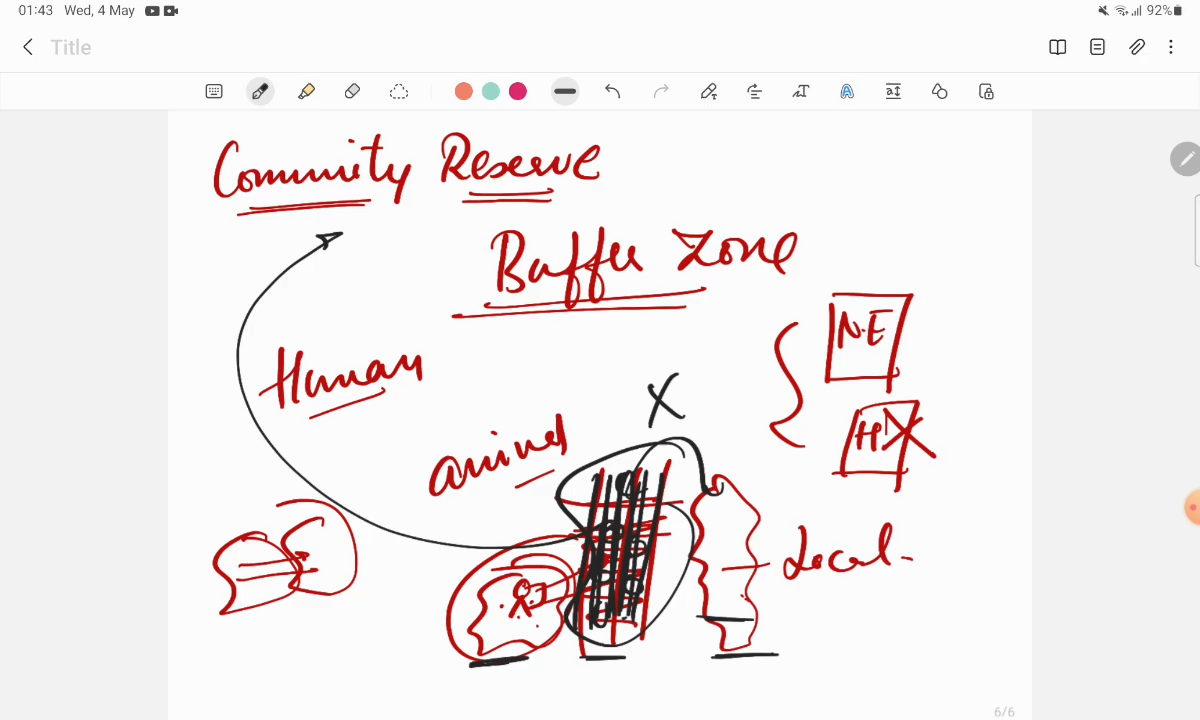 01:43 Wed, 4 May 92%
Title
Community Reserve
Buffer Zone
N.E
Human
X
animal
Local
6/6